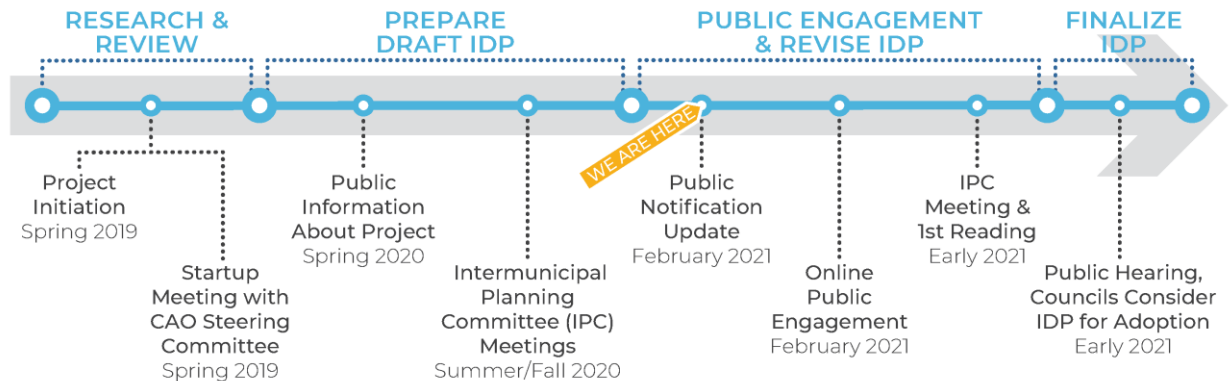 RESEARCH &
REVIEW
PREPARE
DRAFT IDP
PUBLIC ENGAGEMENT
& REVISE IDP
FINALIZE
IDP
WE ARE HERE
Project
Initiation
Spring 2019
Startup
Meeting with
CAO Steering
Committee
Spring 2019
Public
Information
About Project
Spring 2020
Intermunicipal
Planning
Committee (IPC)
Meetings
Summer/Fall 2020
Public
Notification
Update
February 2021
Online
Public
Engagement
February 2021
IPC
Meeting &
1st Reading
Early 2021
Public Hearing,
Councils Consider
IDP for Adoption
Early 2021